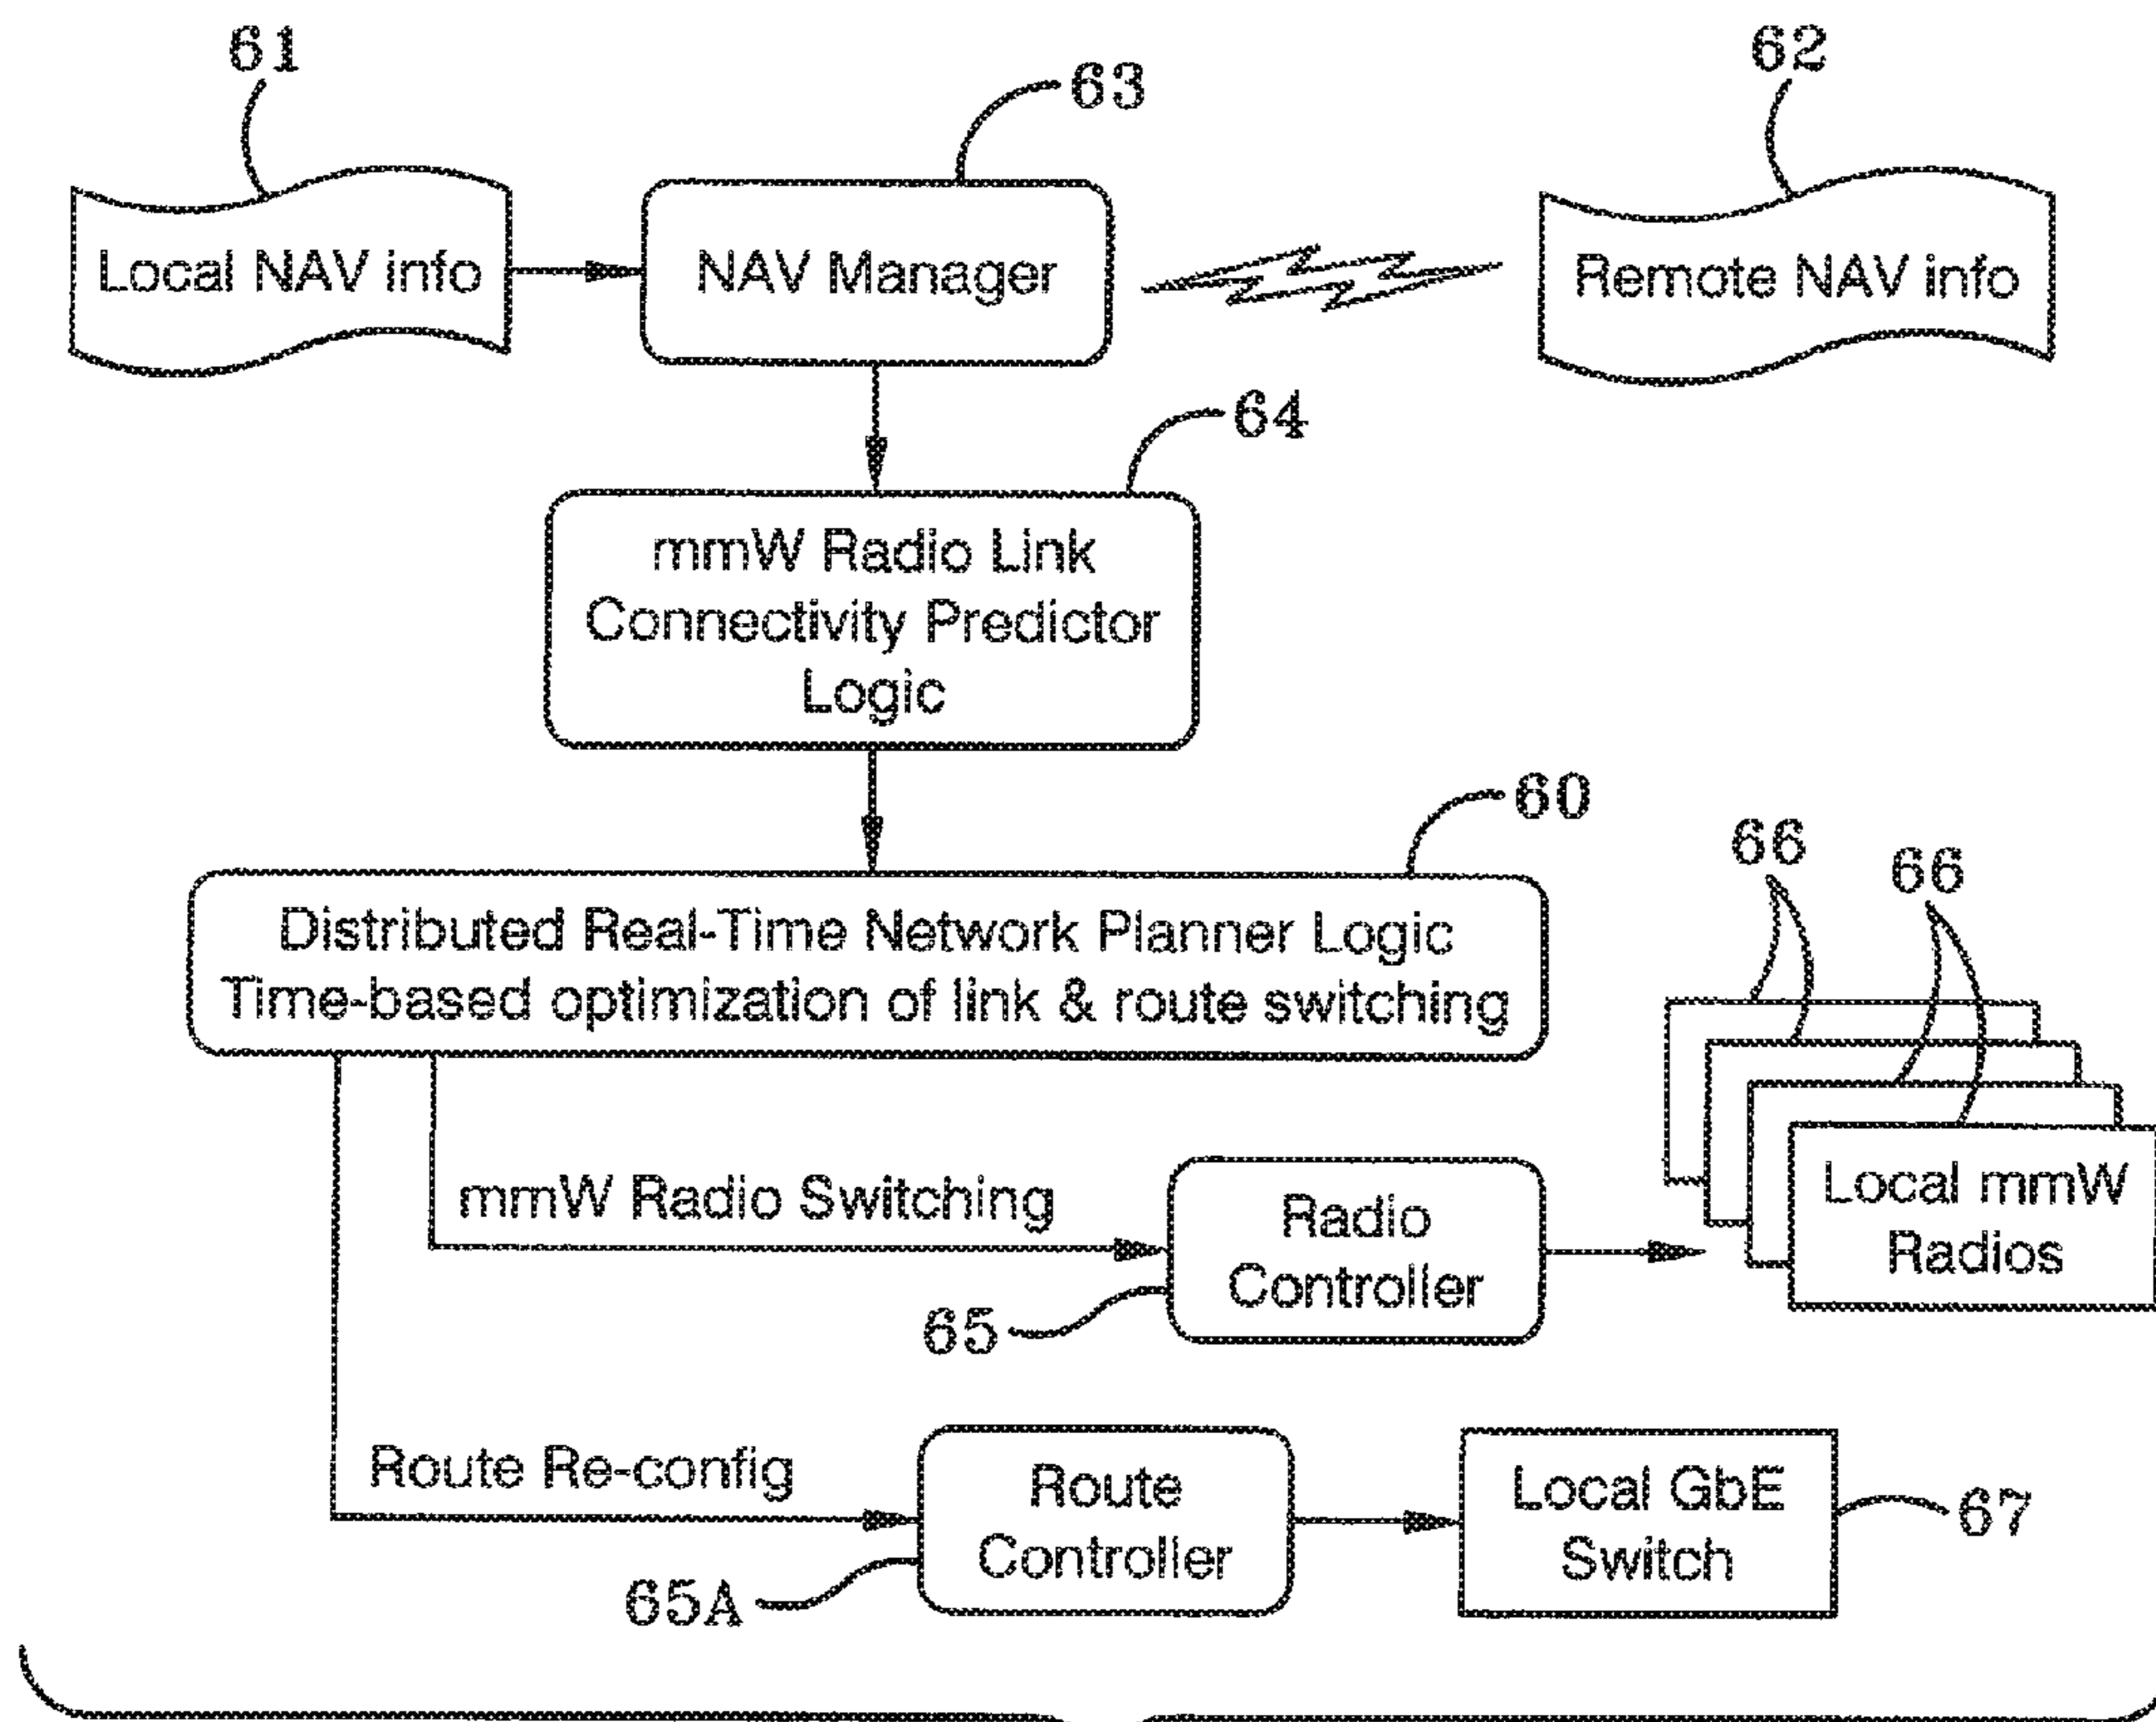 61
63
62
Local NAV info
NAV Manager
Remote NAV info
64
mmW Radio Link
Connectivity Predictor
Logic
60
Distributed Real-Time Network Planner Logic
Time-based optimization of link & route switching
66
66
mmW Radio Switching
Radio
Controller
Local mmW
Radios
65
Route Re-config
Route
Controller
Local GbE
Switch
67
65A